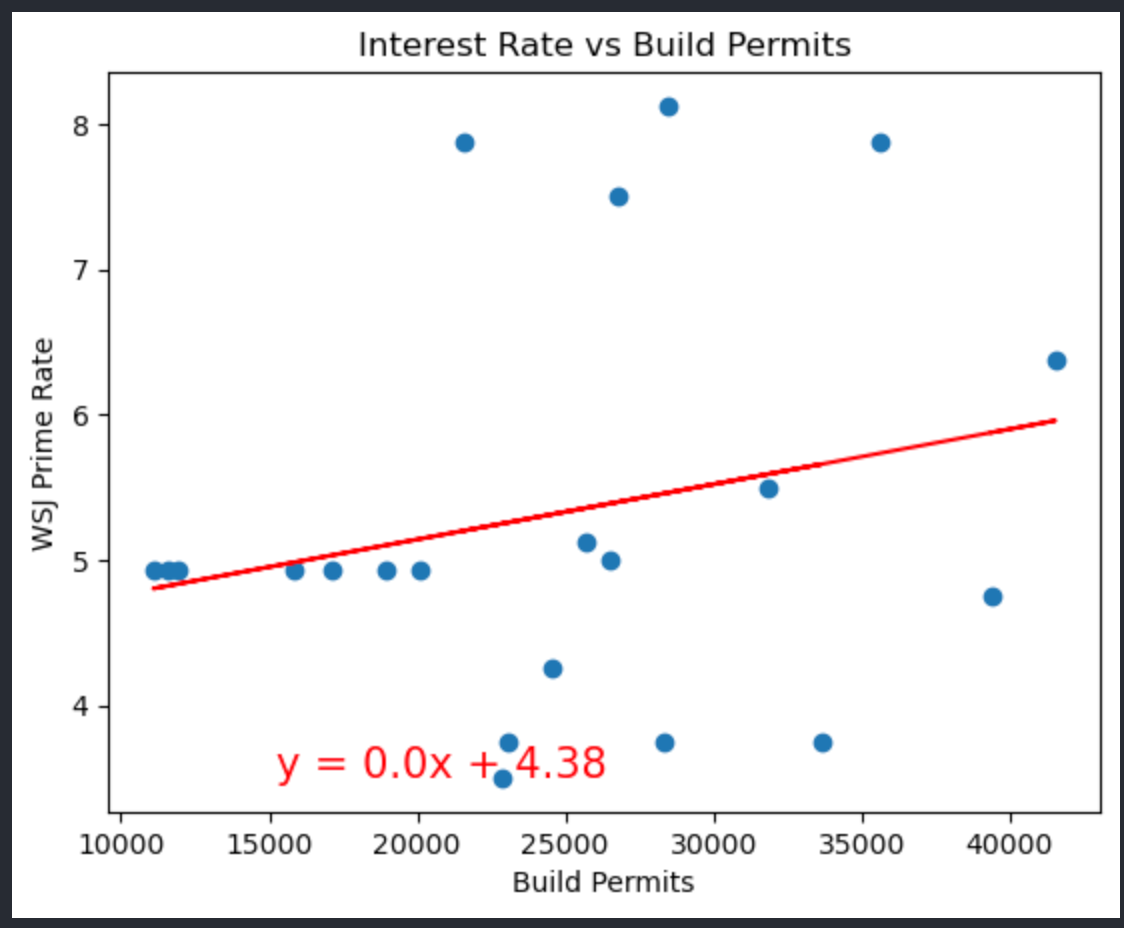 Interest Rate vs Build Permits
8
7
6
5
4
WSJ Prime Rate
y = 0.0x + 4.38
10000 15000 20000 25000 30000 35000 40000
Build Permits